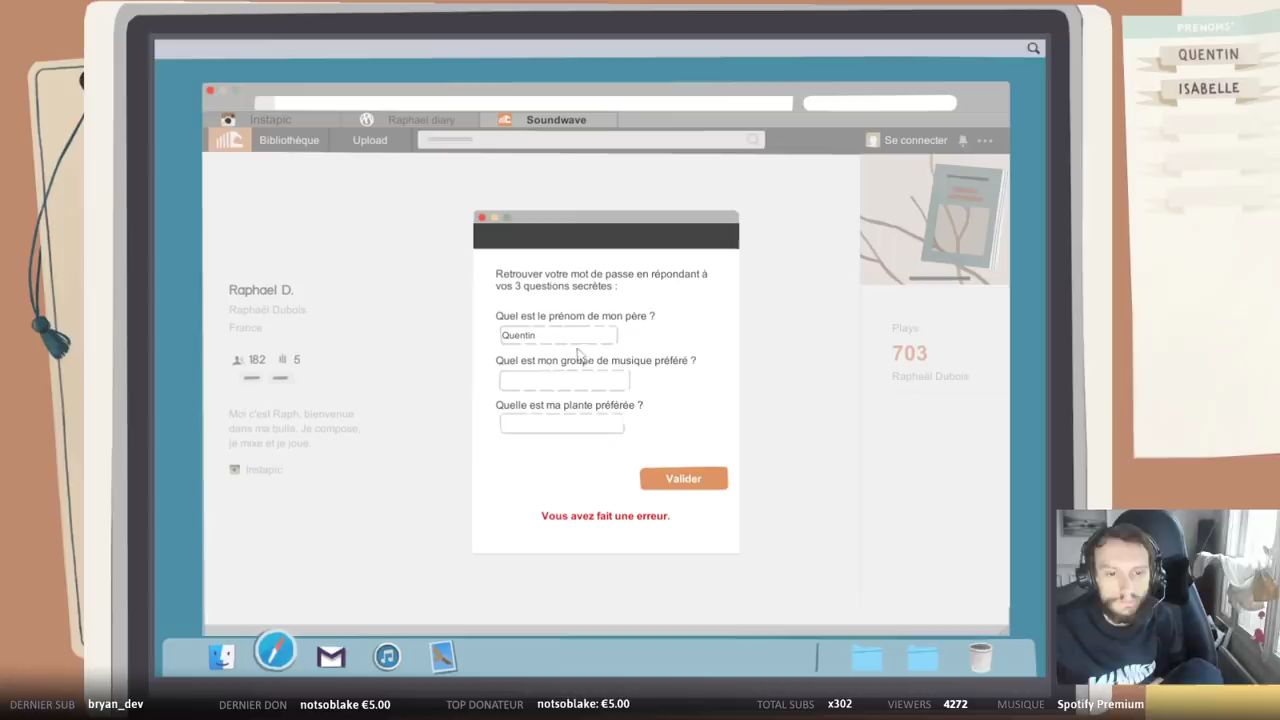 PRENOMS
QUENTIN
ISABELLE
Instapic
Raphael diary
Soundwave
Bibliothèque
Upload
Se connecter
Raphael D.
Raphaël Dubois
France
182
5
Moi c'est Raph, bienvenue
dans ma bulle. Je compose,
je mixe et je joue.
Instapic
Retrouver votre mot de passe en répondant à
vos 3 questions secrètes :
Quel est le prénom de mon père ?
Quentin
Quel est mon groupe de musique préféré ?
Quelle est ma plante préférée ?
Valider
Vous avez fait une erreur.
Plays
703
Raphaël Dubois
DERNIER SUB bryan_dev
DERNIER DON notsoblake €5.00
TOP DONATEUR notsoblake: €5.00
TOTAL SUBS x302
VIEWERS 4272
MUSIQUE Spotify Premium